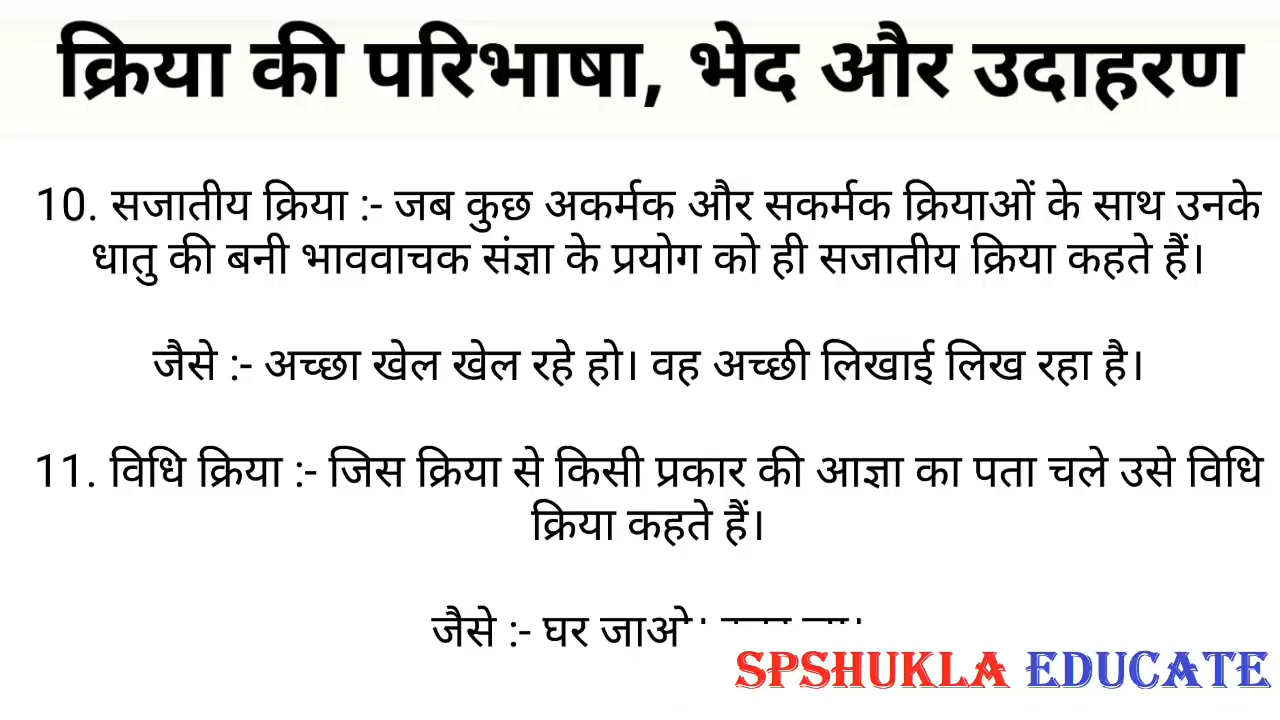 क्रिया की परिभाषा, भेद और उदाहरण
10. सजातीय क्रिया :- जब कुछ अकर्मक और सकर्मक क्रियाओं के साथ उनके
धातु की बनी भाववाचक संज्ञा के प्रयोग को ही सजातीय क्रिया कहते हैं।
जैसे :- अच्छा खेल खेल रहे हो। वह अच्छी लिखाई लिख रहा है।
11. विधि क्रिया :- जिस क्रिया से किसी प्रकार की आज्ञा का पता चले उसे विधि
क्रिया कहते हैं।
जैसे :- घर जाओ।
SPSHUKLA EDUCATE